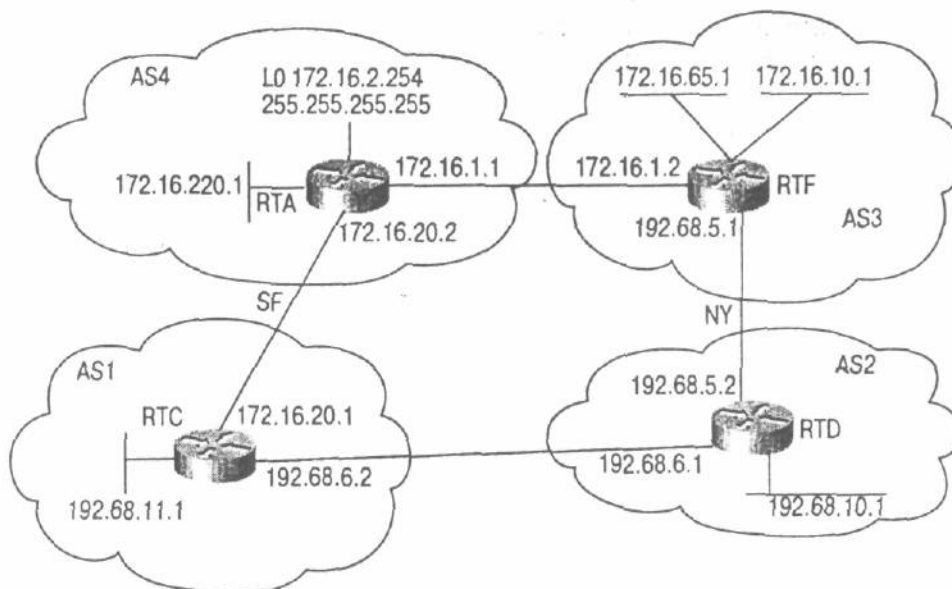 AS4
L0 172.16.2.254
255.255.255.255
172.16.220.1
RTA
172.16.1.1
172.16.20.2
172.16.65.1
172.16.10.1
172.16.1.2
RTF
192.68.5.1
AS3
SF
NY
AS1
RTC
172.16.20.1
192.68.6.2
192.68.11.1
AS2
192.68.5.2
RTD
192.68.6.1
192.68.10.1